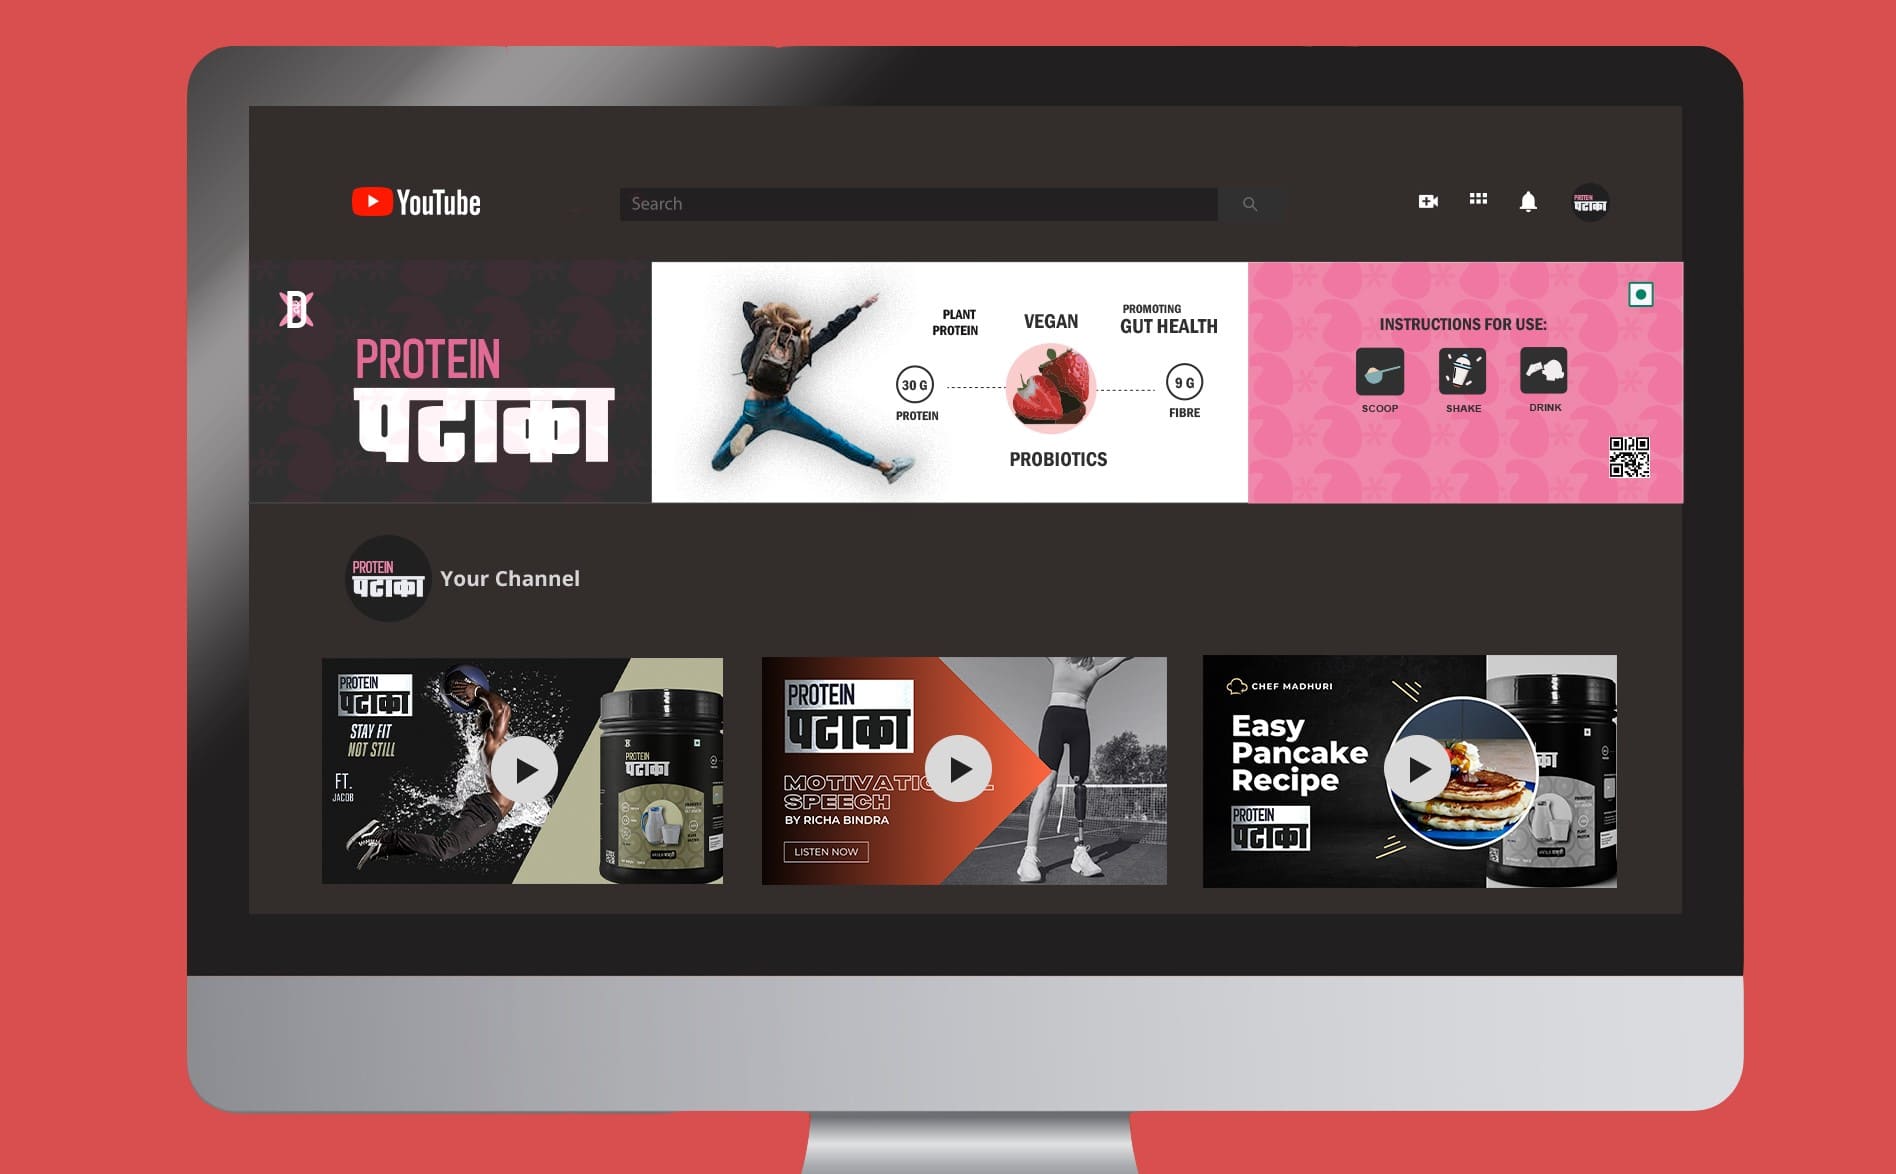 YouTube
Search
PROTEIN
पटाका
D
PROTEIN
पटाका
PLANT
PROTEIN
VEGAN
PROMOTING
GUT HEALTH
30 G
PROTEIN
9 G
FIBRE
PROBIOTICS
INSTRUCTIONS FOR USE:
SCOOP
SHAKE
DRINK
PROTEIN
पटाका
Your Channel
PROTEIN
पटाका
STAY FIT
NOT STILL
FT.
JACOB
PROTEIN
पटाका
PROTEIN
पटाका
SPEECH
BY RICHA BINDRA
LISTEN NOW
CHEF MADHURI
Easy
Pancake
Recipe
PROTEIN
पटाका